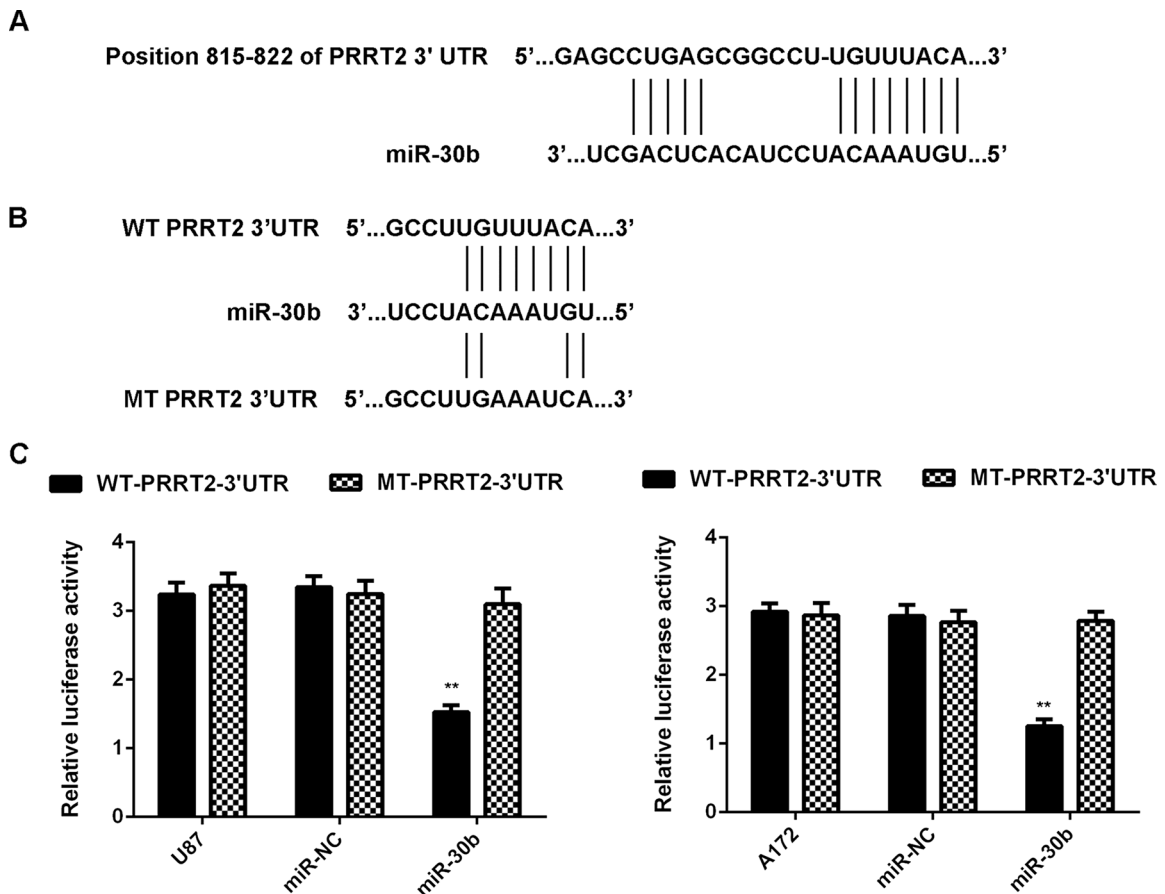 A
Position 815-822 of PRRT2 3' UTR 5’...GAGCCUGAGCGGCCU-UGUUUACA...3’
miR-30b 3’...UCGACUCACAUCCUACAAAUGU...5’
B
WT PRRT2 3’UTR 5’...GCCUUGUUUACA...3’
miR-30b 3’...UCCUACAAAUGU...5’
MT PRRT2 3’UTR 5’...GCCUUGAAAUCA...3’
C
WT-PRRT2-3'UTR MT-PRRT2-3'UTR
Relative luciferase activity
4
3
2
1
0
**
U87 miR-NC miR-30b
WT-PRRT2-3'UTR MT-PRRT2-3'UTR
Relative luciferase activity
4
3
2
1
0
**
A172 miR-NC miR-30b